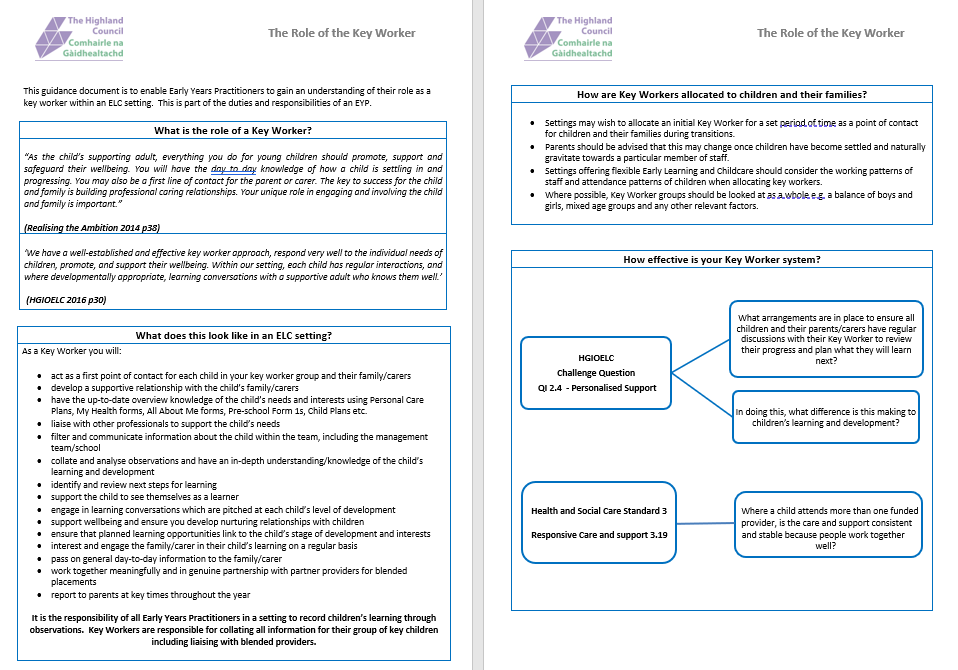 The Highland
Council
Comhairle na
Gàidhealtachd
The Role of the Key Worker
This guidance document is to enable Early Years Practitioners to gain an understanding of their role as a
key worker within an ELC setting.  This is part of the duties and responsibilities of an EYP.
What is the role of a Key Worker?
“As the child’s supporting adult, everything you do for young children should promote, support and
safeguard their wellbeing. You will have the day to day knowledge of how a child is settling in and
progressing. You may also be a first line of contact for the parent or carer. The key to success for the child
and family is building professional caring relationships. Your unique role in engaging and involving the child
and family is important.”
(Realising the Ambition 2014 p38)
‘We have a well-established and effective key worker approach, respond very well to the individual needs of
children, promote, and support their wellbeing. Within our setting, each child has regular interactions, and
where developmentally appropriate, learning conversations with a supportive adult who knows them well.’
(HGIOELC 2016 p30)
What does this look like in an ELC setting?
As a Key Worker you will:
• act as a first point of contact for each child in your key worker group and their family/carers
• develop a supportive relationship with the child’s family/carers
• have the up-to-date overview knowledge of the child’s needs and interests using Personal Care
Plans, My Health forms, All About Me forms, Pre-school Form 1s, Child Plans etc.
• liaise with other professionals to support the child’s needs
• filter and communicate information about the child within the team, including the management
team/school
• collate and analyse observations and have an in-depth understanding/knowledge of the child’s
learning and development
• identify and review next steps for learning
• support the child to see themselves as a learner
• engage in learning conversations which are pitched at each child’s level of development
• support wellbeing and ensure you develop nurturing relationships with children
• ensure that planned learning opportunities link to the child’s stage of development and interests
• interest and engage the family/carer in their child’s learning on a regular basis
• pass on general day-to-day information to the family/carer
• work together meaningfully and in genuine partnership with partner providers for blended
placements
• report to parents at key times throughout the year
It is the responsibility of all Early Years Practitioners in a setting to record children’s learning through
observations.  Key Workers are responsible for collating all information for their group of key children
including liaising with blended providers.
The Highland
Council
Comhairle na
Gàidhealtachd
The Role of the Key Worker
How are Key Workers allocated to children and their families?
• Settings may wish to allocate an initial Key Worker for a set period of time as a point of contact
for children and their families during transitions.
• Parents should be advised that this may change once children have become settled and naturally
gravitate towards a particular member of staff.
• Settings offering flexible Early Learning and Childcare should consider the working patterns of
staff and attendance patterns of children when allocating key workers.
• Where possible, Key Worker groups should be looked at as a whole e.g. a balance of boys and
girls, mixed age groups and any other relevant factors.
How effective is your Key Worker system?
HGIOELC
Challenge Question
QI 2.4  - Personalised Support
What arrangements are in place to ensure all
children and their parents/carers have regular
discussions with their Key Worker to review
their progress and plan what they will learn
next?
In doing this, what difference is this making to
children’s learning and development?
Health and Social Care Standard 3
Responsive Care and support 3.19
Where a child attends more than one funded
provider, is the care and support consistent
and stable because people work together
well?